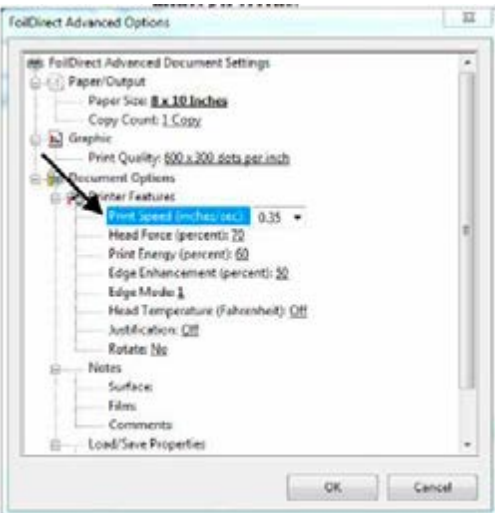 FoilDirect Advanced Options
FoilDirect Advanced Document Settings
Paper/Output
Paper Size: 8 x 10 Inches
Copy Count: 1 Copy
Graphic
Print Quality: 600 x 300 dots per inch
Document Options
Printer Features
Print Speed (inches/sec): 0.35
Head Force (percent): 70
Print Energy (percent): 60
Edge Enhancement (percent): 50
Edge Mode: 1
Head Temperature (Fahrenheit): Off
Justification: Off
Rotate: No
Notes
Surface:
Films
Comments
Load/Save Properties
OK Cancel